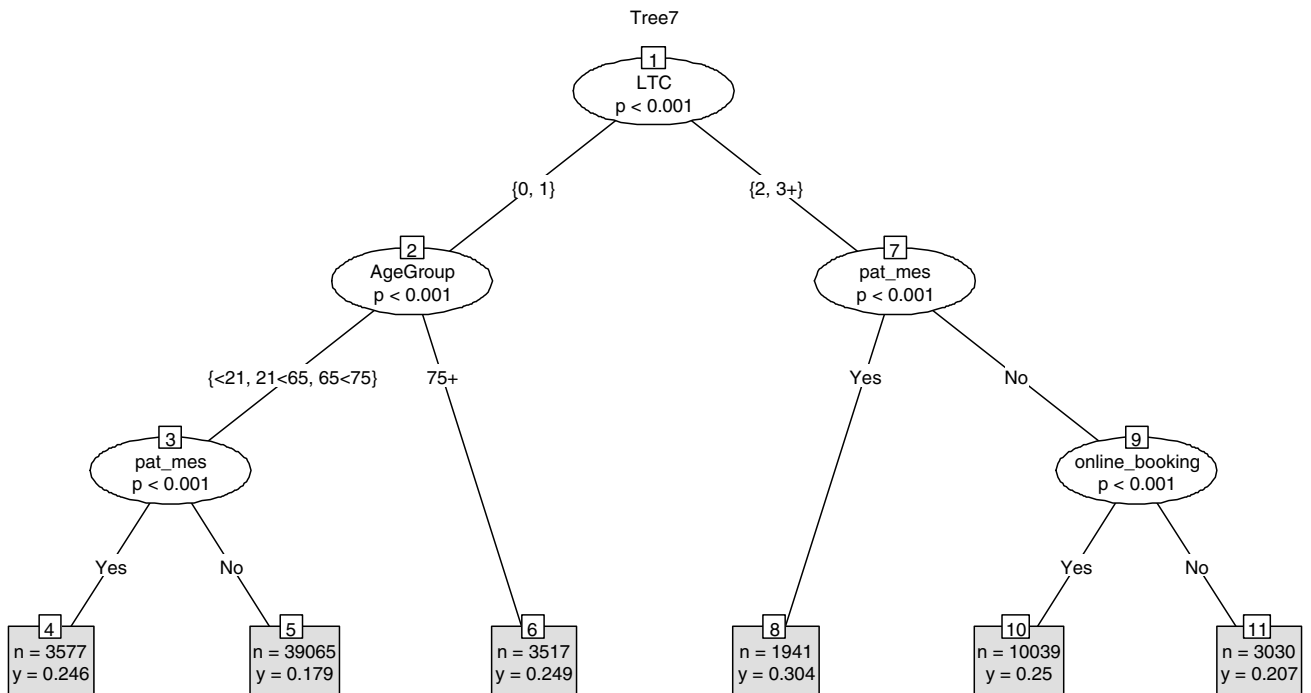 Tree7
1
LTC
p < 0.001
{0, 1}
{2, 3+}
2
AgeGroup
p < 0.001
7
pat_mes
p < 0.001
{<21, 21<65, 65<75}
75+
Yes
No
3
pat_mes
p < 0.001
9
online_booking
p < 0.001
Yes
No
Yes
No
4
n = 3577
y = 0.246
5
n = 39065
y = 0.179
6
n = 3517
y = 0.249
8
n = 1941
y = 0.304
10
n = 10039
y = 0.25
11
n = 3030
y = 0.207